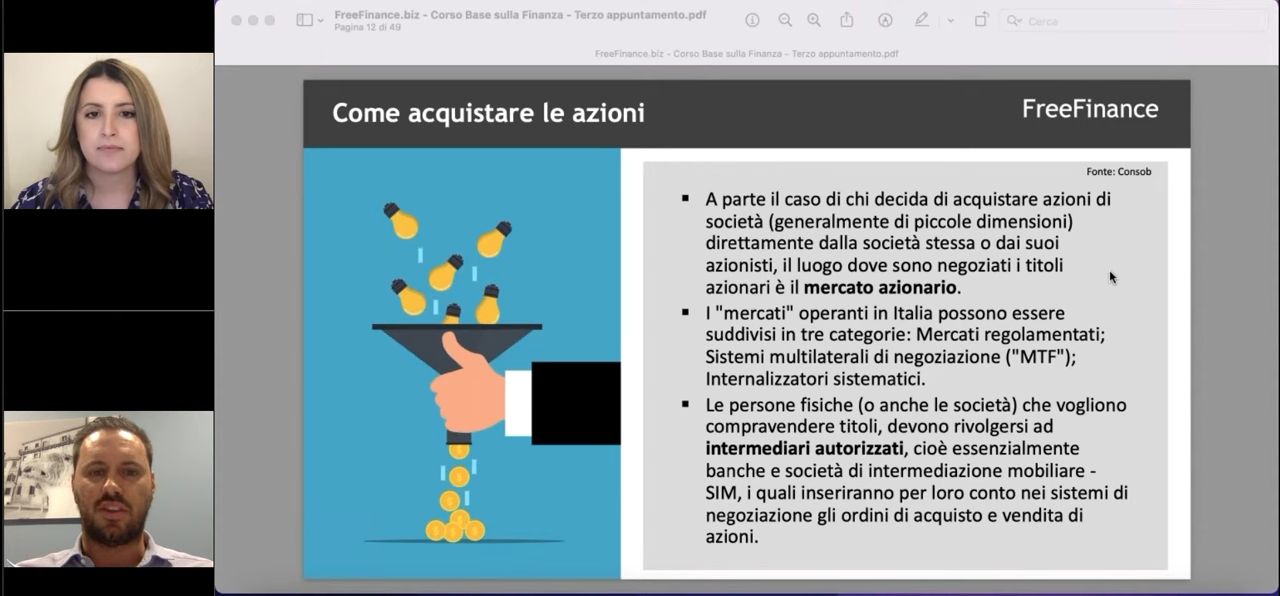 FreeFinance.biz - Corso Base sulla Finanza - Terzo appuntamento.pdf
Pagina 12 di 49
Cerca
FreeFinance.biz - Corso Base sulla Finanza - Terzo appuntamento.pdf
Come acquistare le azioni
FreeFinance
Fonte: Consob
▪ A parte il caso di chi decida di acquistare azioni di
società (generalmente di piccole dimensioni)
direttamente dalla società stessa o dai suoi
azionisti, il luogo dove sono negoziati i titoli
azionari è il mercato azionario.
▪ I "mercati" operanti in Italia possono essere
suddivisi in tre categorie: Mercati regolamentati;
Sistemi multilaterali di negoziazione ("MTF");
Internalizzatori sistematici.
▪ Le persone fisiche (o anche le società) che vogliono
compravendere titoli, devono rivolgersi ad
intermediari autorizzati, cioè essenzialmente
banche e società di intermediazione mobiliare -
SIM, i quali inseriranno per loro conto nei sistemi di
negoziazione gli ordini di acquisto e vendita di
azioni.